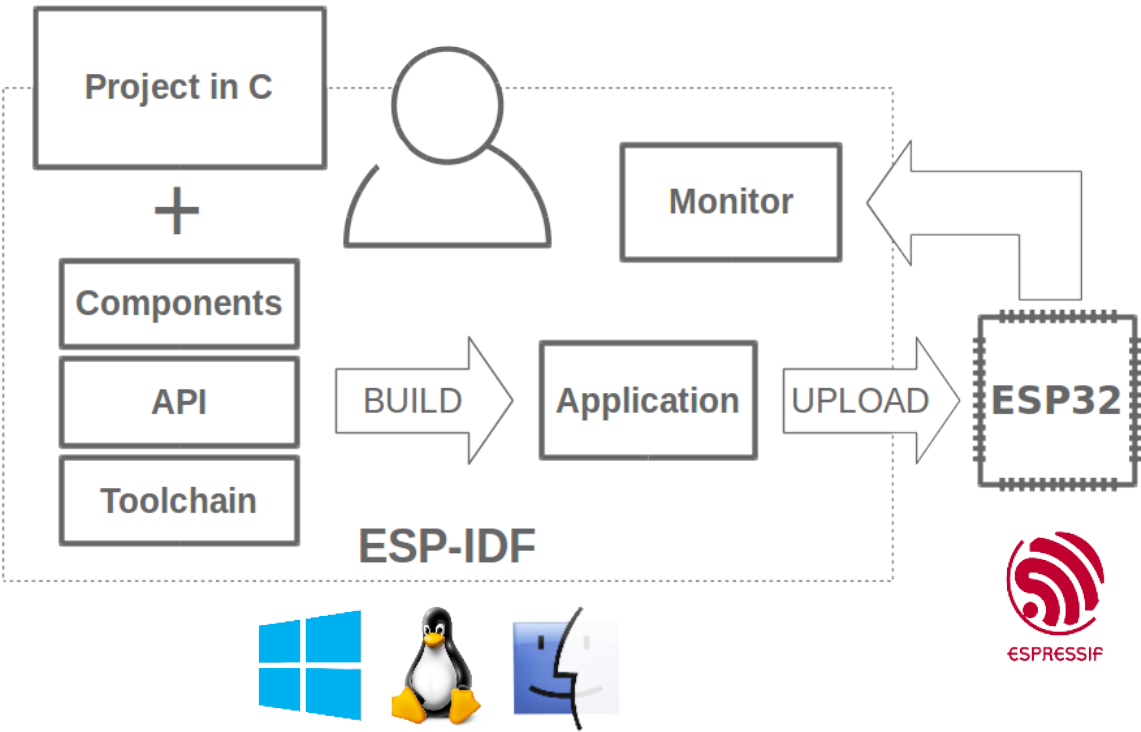 Project in C
+
Monitor
Components
API
BUILD
Application
UPLOAD
ESP32
Toolchain
ESP-IDF
ESPRESSIF